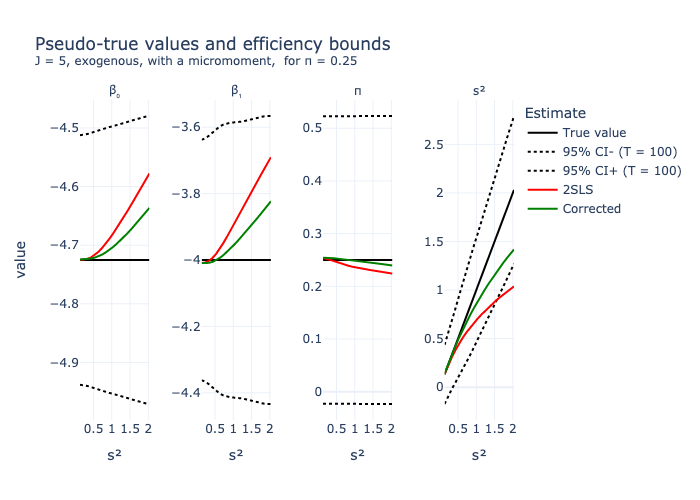 Pseudo-true values and efficiency bounds
J = 5, exogenous, with a micromoment,  for π = 0.25
β₀
β₁
π
s²
value
−4.5
−4.6
−4.7
−4.8
−4.9
−3.6
−3.8
−4
−4.2
−4.4
0.5
0.4
0.3
0.2
0.1
0
2.5
2
1.5
1
0.5
0
0.5 1 1.5 2
0.5 1 1.5 2
0.5 1 1.5 2
0.5 1 1.5 2
s²
s²
s²
s²
Estimate
True value
95% CI- (T = 100)
95% CI+ (T = 100)
2SLS
Corrected